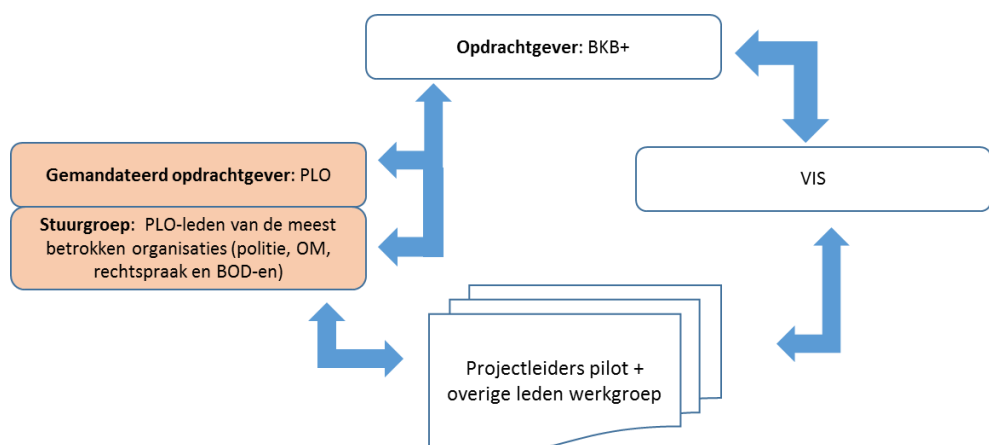 Opdrachtgever: BKB+
Gemandateerd opdrachtgever: PLO
Stuurgroep: PLO-leden van de meest
betrokken organisaties (politie, OM,
rechtspraak en BOD-en)
VIS
Projectleiders pilot +
overige leden werkgroep